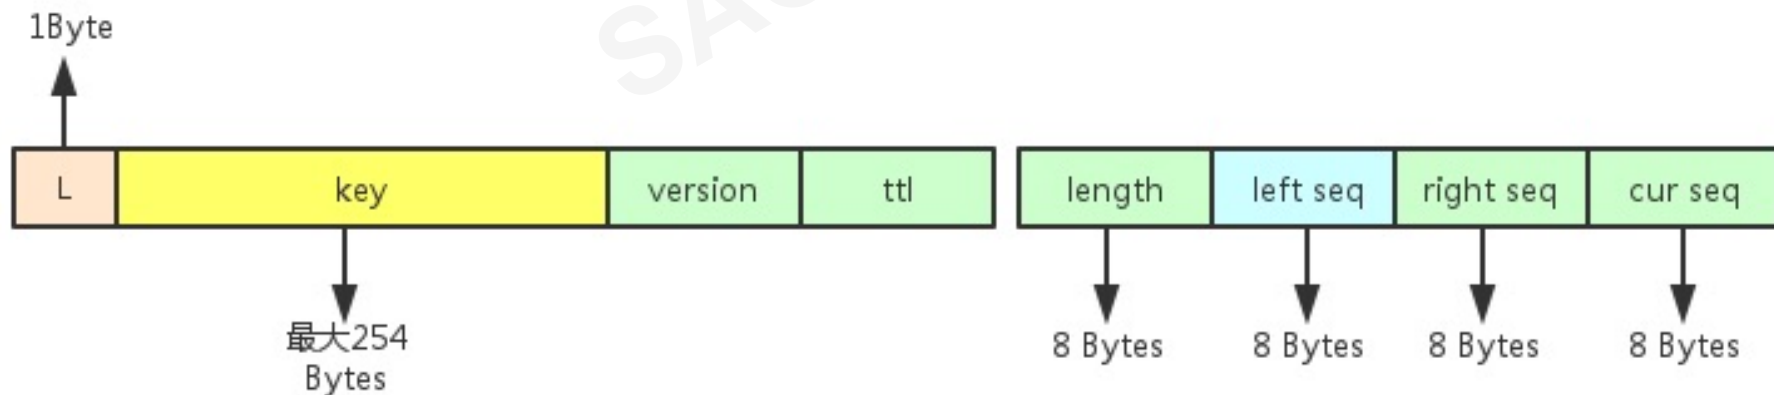 1Byte
SAC
L key version ttl length left seq right seq cur seq
最大254
Bytes
8 Bytes 8 Bytes 8 Bytes 8 Bytes